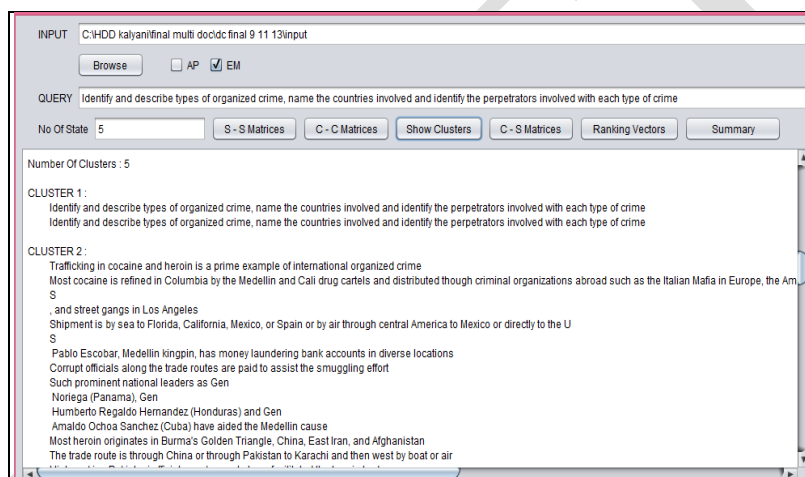 INPUT C:\HDD kalyani\final multi doc\dc final 9 11 13\input
Browse AP EM
QUERY Identify and describe types of organized crime, name the countries involved and identify the perpetrators involved with each type of crime
No Of State 5 S - S Matrices C - C Matrices Show Clusters C - S Matrices Ranking Vectors Summary
Number Of Clusters : 5
CLUSTER 1 :
Identify and describe types of organized crime, name the countries involved and identify the perpetrators involved with each type of crime
Identify and describe types of organized crime, name the countries involved and identify the perpetrators involved with each type of crime
CLUSTER 2 :
Trafficking in cocaine and heroin is a prime example of international organized crime
Most cocaine is refined in Columbia by the Medellin and Cali drug cartels and distributed though criminal organizations abroad such as the Italian Mafia in Europe, the Am
S
, and street gangs in Los Angeles
Shipment is by sea to Florida, California, Mexico, or Spain or by air through central America to Mexico or directly to the U
S
Pablo Escobar, Medellin kingpin, has money laundering bank accounts in diverse locations
Corrupt officials along the trade routes are paid to assist the smuggling effort
Such prominent national leaders as Gen
Noriega (Panama), Gen
Humberto Regaldo Hernandez (Honduras) and Gen
Arnaldo Ochoa Sanchez (Cuba) have aided the Medellin cause
Most heroin originates in Burma's Golden Triangle, China, East Iran, and Afghanistan
The trade route is through China or through Pakistan to Karachi and then west by boat or air